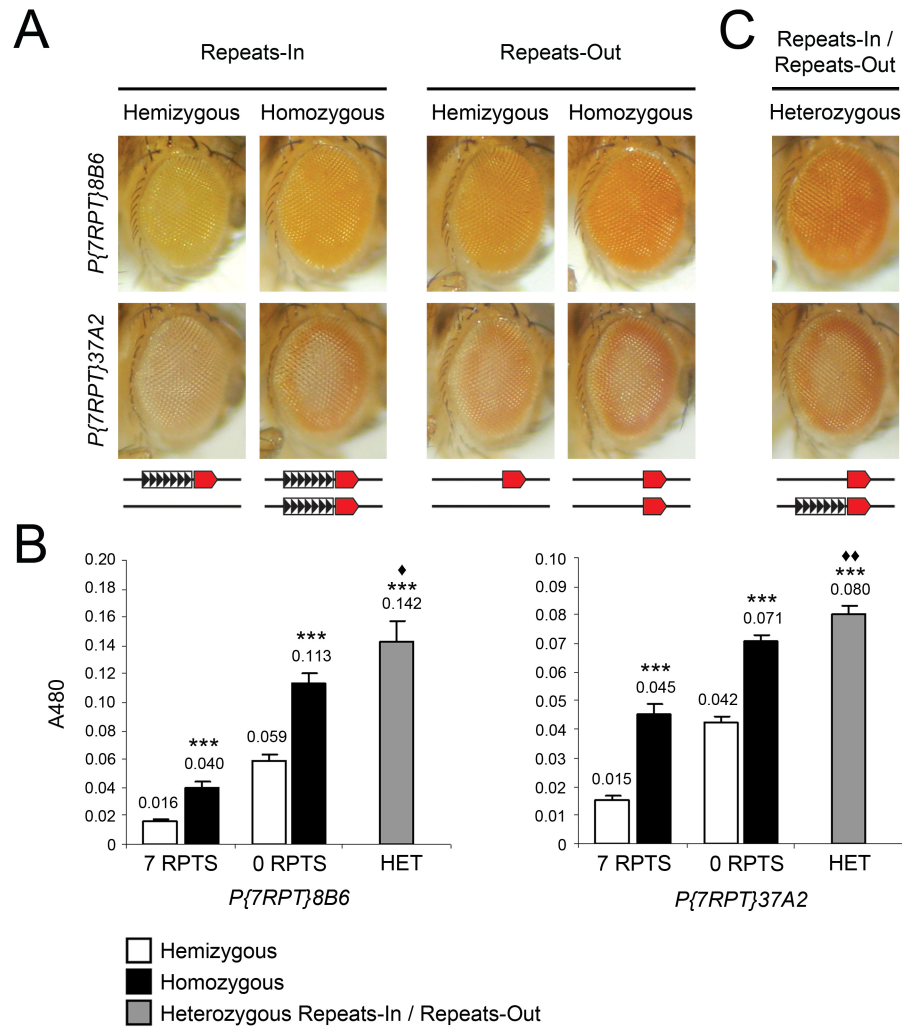 A
C
Repeats-In
Repeats-Out
Repeats-In /
Repeats-Out
Hemizygous
Homozygous
Hemizygous
Homozygous
Heterozygous
P{7RPT}8B6
P{7RPT}37A2
B
A480
0.20
0.18
0.16
0.14
0.12
0.10
0.08
0.06
0.04
0.02
0
0.016
***
0.040
0.059
***
0.113
♦
***
0.142
7 RPTS
0 RPTS
HET
P{7RPT}8B6
0.10
0.09
0.08
0.07
0.06
0.05
0.04
0.03
0.02
0.01
0
0.015
***
0.045
0.042
***
0.071
♦♦
***
0.080
7 RPTS
0 RPTS
HET
P{7RPT}37A2
Hemizygous
Homozygous
Heterozygous Repeats-In / Repeats-Out